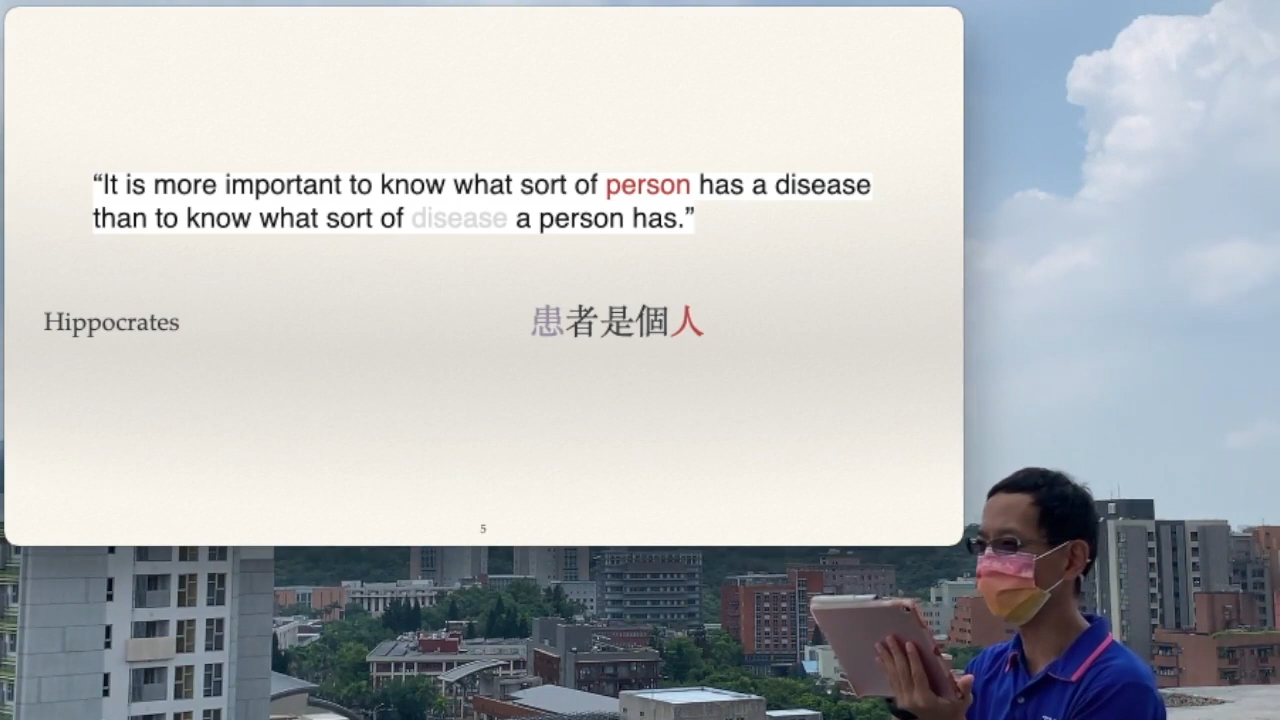 “It is more important to know what sort of person has a disease
than to know what sort of disease a person has.”
Hippocrates
患者是個人
5